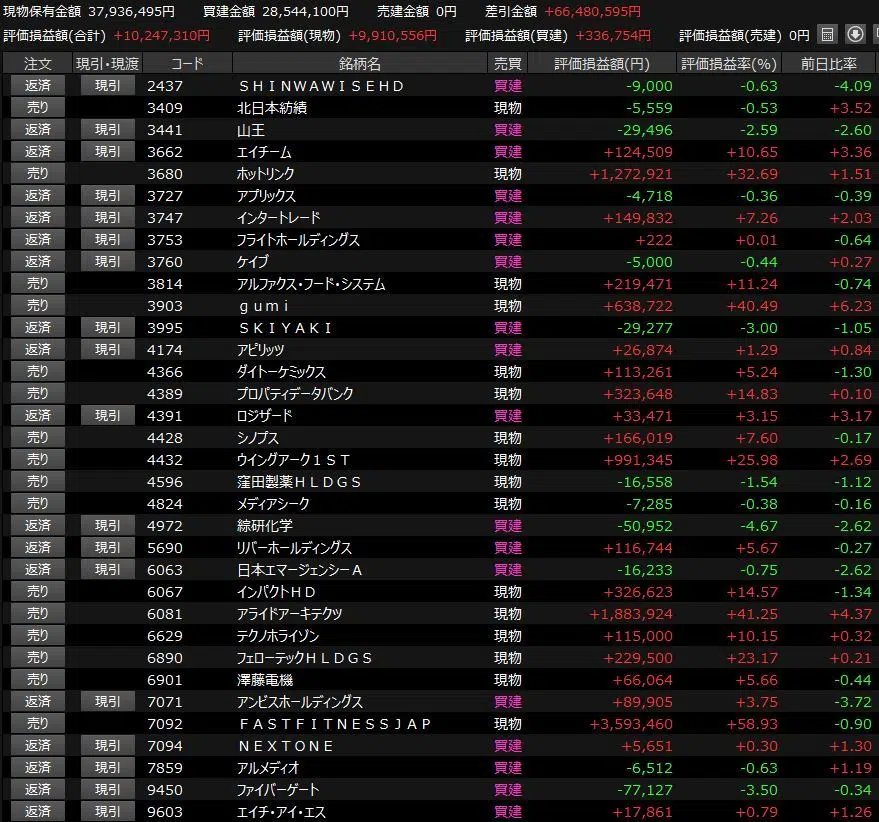 現物保有金額 37,936,495円 買建金額 28,544,100円 売建金額 0円 差引金額 +66,480,595円
評価損益額(合計) +10,247,310円 評価損益額(現物) +9,910,556円 評価損益額(買建) +336,754円 評価損益額(売建) 0円
注文 現引・現渡 コード 銘柄名 売買 評価損益額(円) 評価損益率(%) 前日比率
返済 現引 2437 ＳＨＩＮＷＡＷＩＳＥＨＤ 買建 -9,000 -0.63 -4.09
売り 3409 北日本紡績 現物 -5,559 -0.53 +3.52
返済 現引 3441 山王 買建 -29,496 -2.59 -2.60
返済 現引 3662 エイチーム 買建 +124,509 +10.65 +3.36
売り 3680 ホットリンク 現物 +1,272,921 +32.69 +1.51
返済 現引 3727 アプリックス 買建 -4,718 -0.36 -0.39
返済 現引 3747 インタートレード 買建 +149,832 +7.26 +2.03
返済 現引 3753 フライトホールディングス 買建 +222 +0.01 -0.64
返済 現引 3760 ケイブ 買建 -5,000 -0.44 +0.27
売り 3814 アルファクス・フード・システム 現物 +219,471 +11.24 -0.74
売り 3903 ｇｕｍｉ 現物 +638,722 +40.49 +6.23
返済 現引 3995 ＳＫＩＹＡＫＩ 買建 -29,277 -3.00 -1.05
返済 現引 4174 アピリッツ 買建 +26,874 +1.29 +0.84
売り 4366 ダイトーケミックス 現物 +113,261 +5.24 -1.30
売り 4389 プロパティデータバンク 現物 +323,648 +14.83 +0.10
返済 現引 4391 ロジザード 買建 +33,471 +3.15 +3.17
売り 4428 シノプス 現物 +166,019 +7.60 -0.17
売り 4432 ウイングアーク１ＳＴ 現物 +991,345 +25.98 +2.69
売り 4596 窪田製薬ＨＬＤＧＳ 現物 -16,558 -1.54 -1.12
売り 4824 メディアシーク 現物 -7,285 -0.38 -0.16
返済 現引 4972 綜研化学 買建 -50,952 -4.67 -2.62
返済 現引 5690 リバーホールディングス 買建 +116,744 +5.67 -0.27
返済 現引 6063 日本エマージェンシーＡ 買建 -16,233 -0.75 -2.62
売り 6067 インパクトＨＤ 現物 +326,623 +14.57 -1.34
売り 6081 アライドアーキテクツ 現物 +1,883,924 +41.25 +4.37
売り 6629 テクノホライゾン 現物 +115,000 +10.15 +0.32
売り 6890 フェローテックＨＬＤＧＳ 現物 +229,500 +23.17 +0.21
売り 6901 澤藤電機 現物 +66,064 +5.66 -0.44
返済 現引 7071 アンビスホールディングス 買建 +89,905 +3.75 -3.72
売り 7092 ＦＡＳＴＦＩＴＮＥＳＳＪＡＰ 現物 +3,593,460 +58.93 -0.90
返済 現引 7094 ＮＥＸＴＯＮＥ 買建 +5,651 +0.30 +1.30
返済 現引 7859 アルメディオ 買建 -6,512 -0.63 +1.19
返済 現引 9450 ファイバーゲート 買建 -77,127 -3.50 -0.34
返済 現引 9603 エイチ・アイ・エス 買建 +17,861 +0.79 +1.26